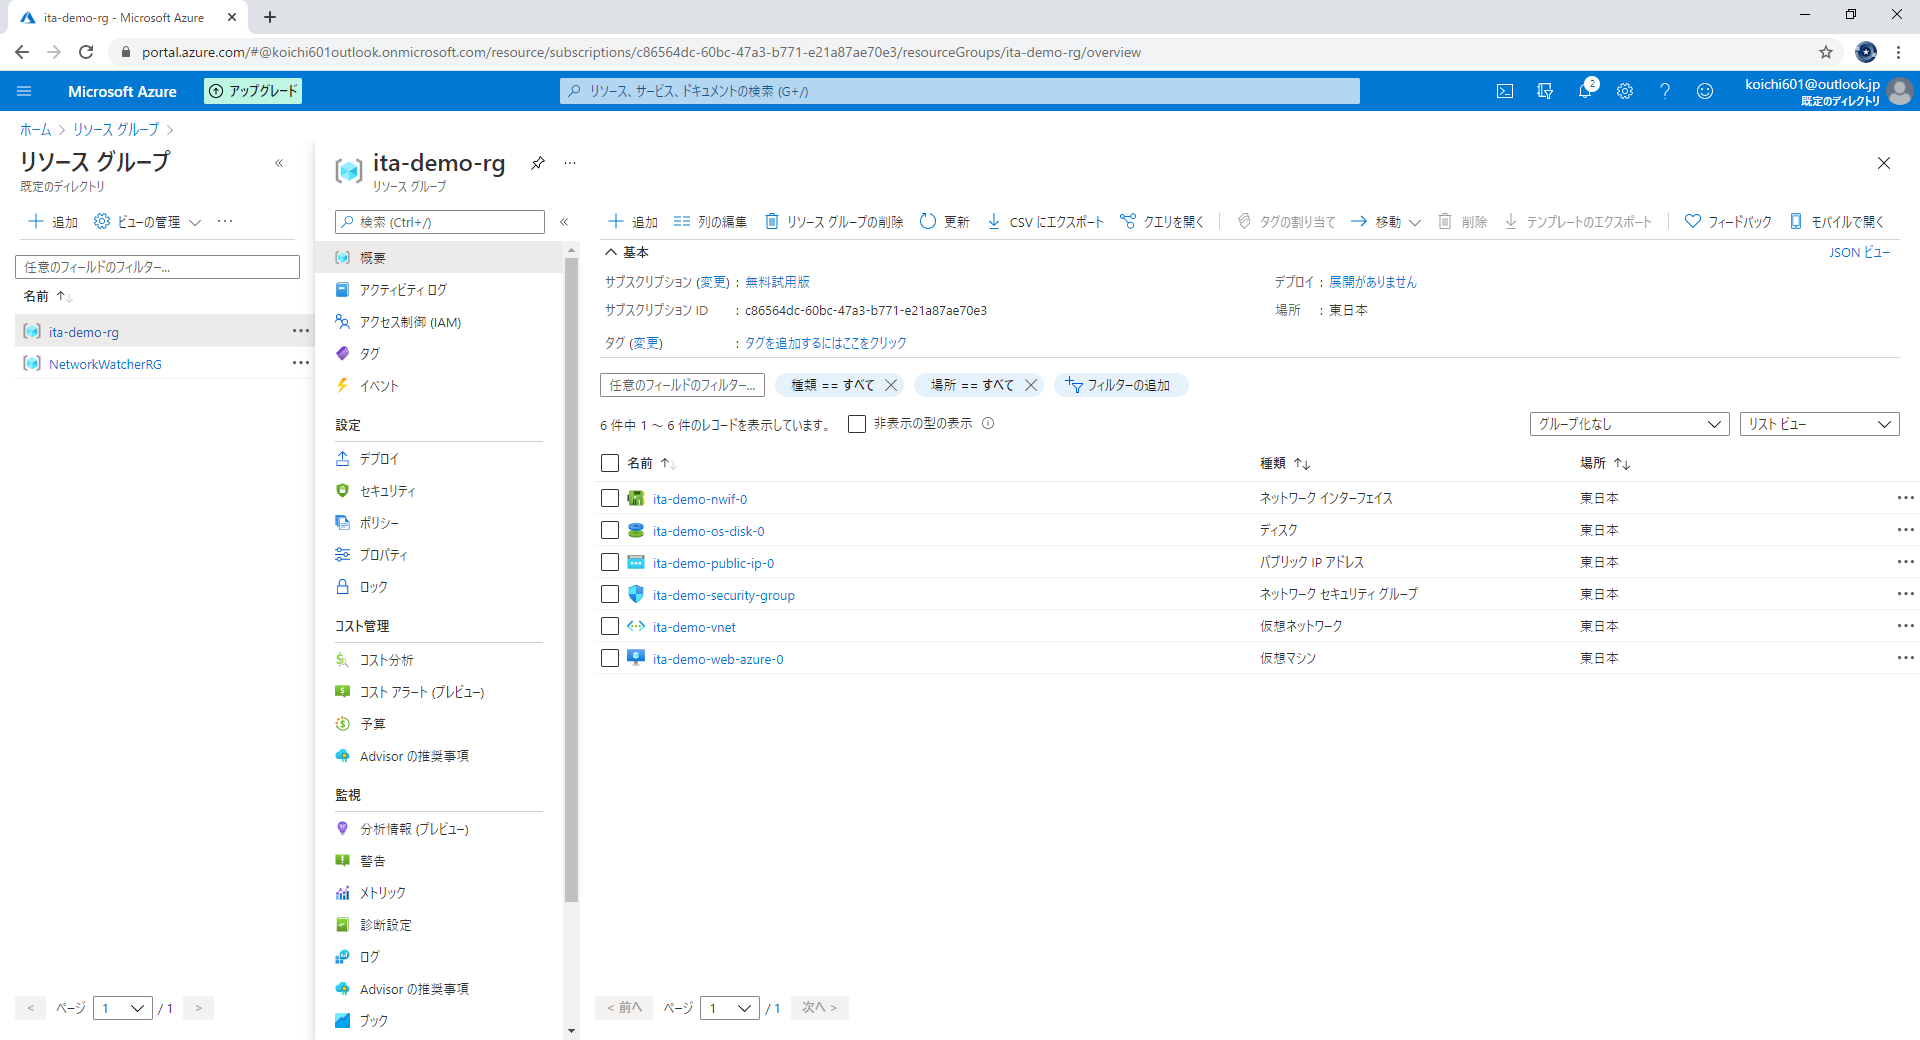 ita-demo-rg - Microsoft Azure
portal.azure.com/#@koichi601outlook.onmicrosoft.com/resource/subscriptions/c86564dc-60bc-47a3-b771-e21a87ae70e3/resourceGroups/ita-demo-rg/overview
Microsoft Azure
アップグレード
リソース、サービス、ドキュメントの検索 (G+/)
2
koichi601@outlook.jp
既定のディレクトリ
ホーム > リソース グループ >
リソース グループ
既定のディレクトリ
追加
ビューの管理
任意のフィールドのフィルター...
名前
ita-demo-rg
NetworkWatcherRG
< ページ 1 / 1 >
ita-demo-rg
リソース グループ
検索 (Ctrl+/)
概要
アクティビティ ログ
アクセス制御 (IAM)
タグ
イベント
設定
デプロイ
セキュリティ
ポリシー
プロパティ
ロック
コスト管理
コスト分析
コスト アラート (プレビュー)
予算
Advisor の推奨事項
監視
分析情報 (プレビュー)
警告
メトリック
診断設定
ログ
Advisor の推奨事項
ブック
追加 列の編集 リソース グループの削除 更新 CSV にエクスポート クエリを開く タグの割り当て 移動 削除 テンプレートのエクスポート フィードバック モバイルで開く
基本
JSON ビュー
サブスクリプション (変更) : 無料試用版
デプロイ : 展開がありません
サブスクリプション ID : c86564dc-60bc-47a3-b771-e21a87ae70e3
場所 : 東日本
タグ (変更) : タグを追加するにはここをクリック
任意のフィールドのフィルター... 種類 == すべて 場所 == すべて フィルターの追加
6 件中 1 ～ 6 件のレコードを表示しています。 非表示の型の表示
グループ化なし リスト ビュー
名前 種類 場所
ita-demo-nwif-0 ネットワーク インターフェイス 東日本
ita-demo-os-disk-0 ディスク 東日本
ita-demo-public-ip-0 パブリック IP アドレス 東日本
ita-demo-security-group ネットワーク セキュリティ グループ 東日本
ita-demo-vnet 仮想ネットワーク 東日本
ita-demo-web-azure-0 仮想マシン 東日本
< 前へ ページ 1 / 1 次へ >